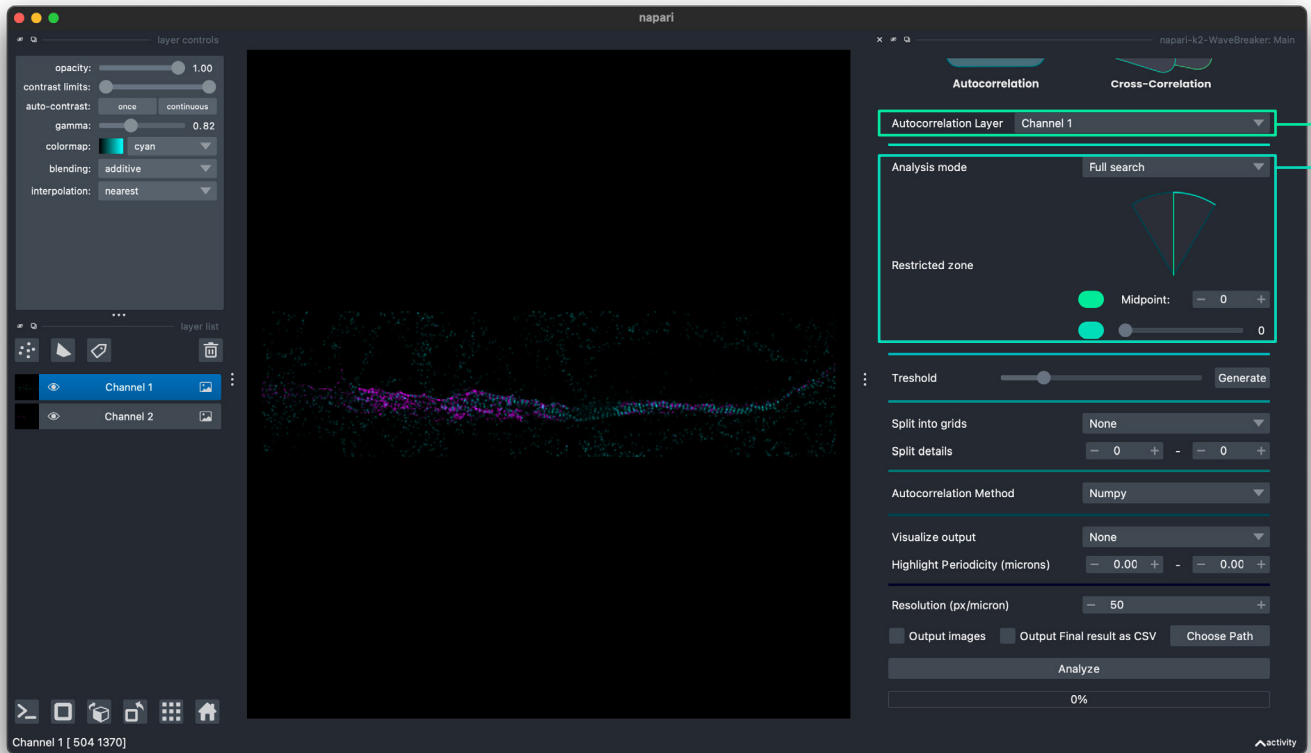 napari
layer controls
opacity: 1.00
contrast limits:
auto-contrast: once continuous
gamma: 0.82
colormap: cyan
blending: additive
interpolation: nearest
layer list
Channel 1
Channel 2
Channel 1 [ 504 1370]
napari-k2-WaveBreaker: Main
Autocorrelation Cross-Correlation
Autocorrelation Layer Channel 1
Analysis mode Full search
Restricted zone
Midpoint: − 0 +
0
Treshold Generate
Split into grids None
Split details − 0 + - − 0 +
Autocorrelation Method Numpy
Visualize output None
Highlight Periodicity (microns) − 0.00 + - − 0.00 +
Resolution (px/micron) − 50 +
Output images Output Final result as CSV Choose Path
Analyze
0%
activity